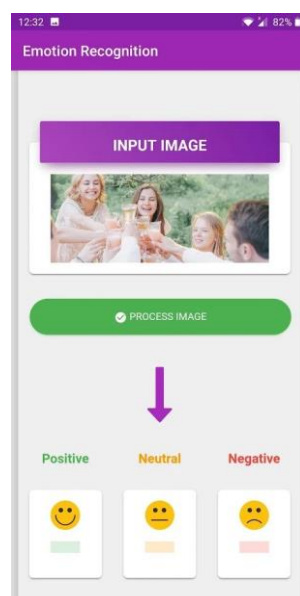 12:32 82%
Emotion Recognition
INPUT IMAGE
PROCESS IMAGE
Positive Neutral Negative